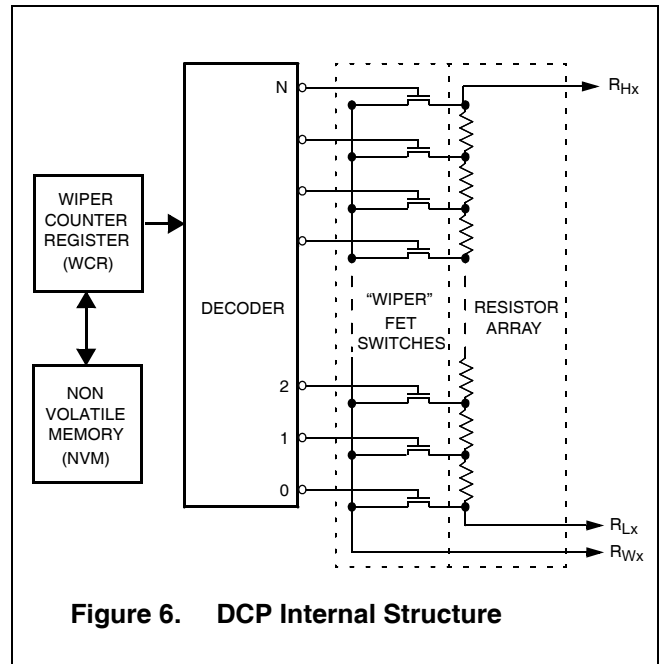 N
R_Hx
WIPER
COUNTER
REGISTER
(WCR)
DECODER
“WIPER”
FET
SWITCHES
RESISTOR
ARRAY
NON
VOLATILE
MEMORY
(NVM)
2
1
0
R_Lx
R_Wx
Figure 6. DCP Internal Structure